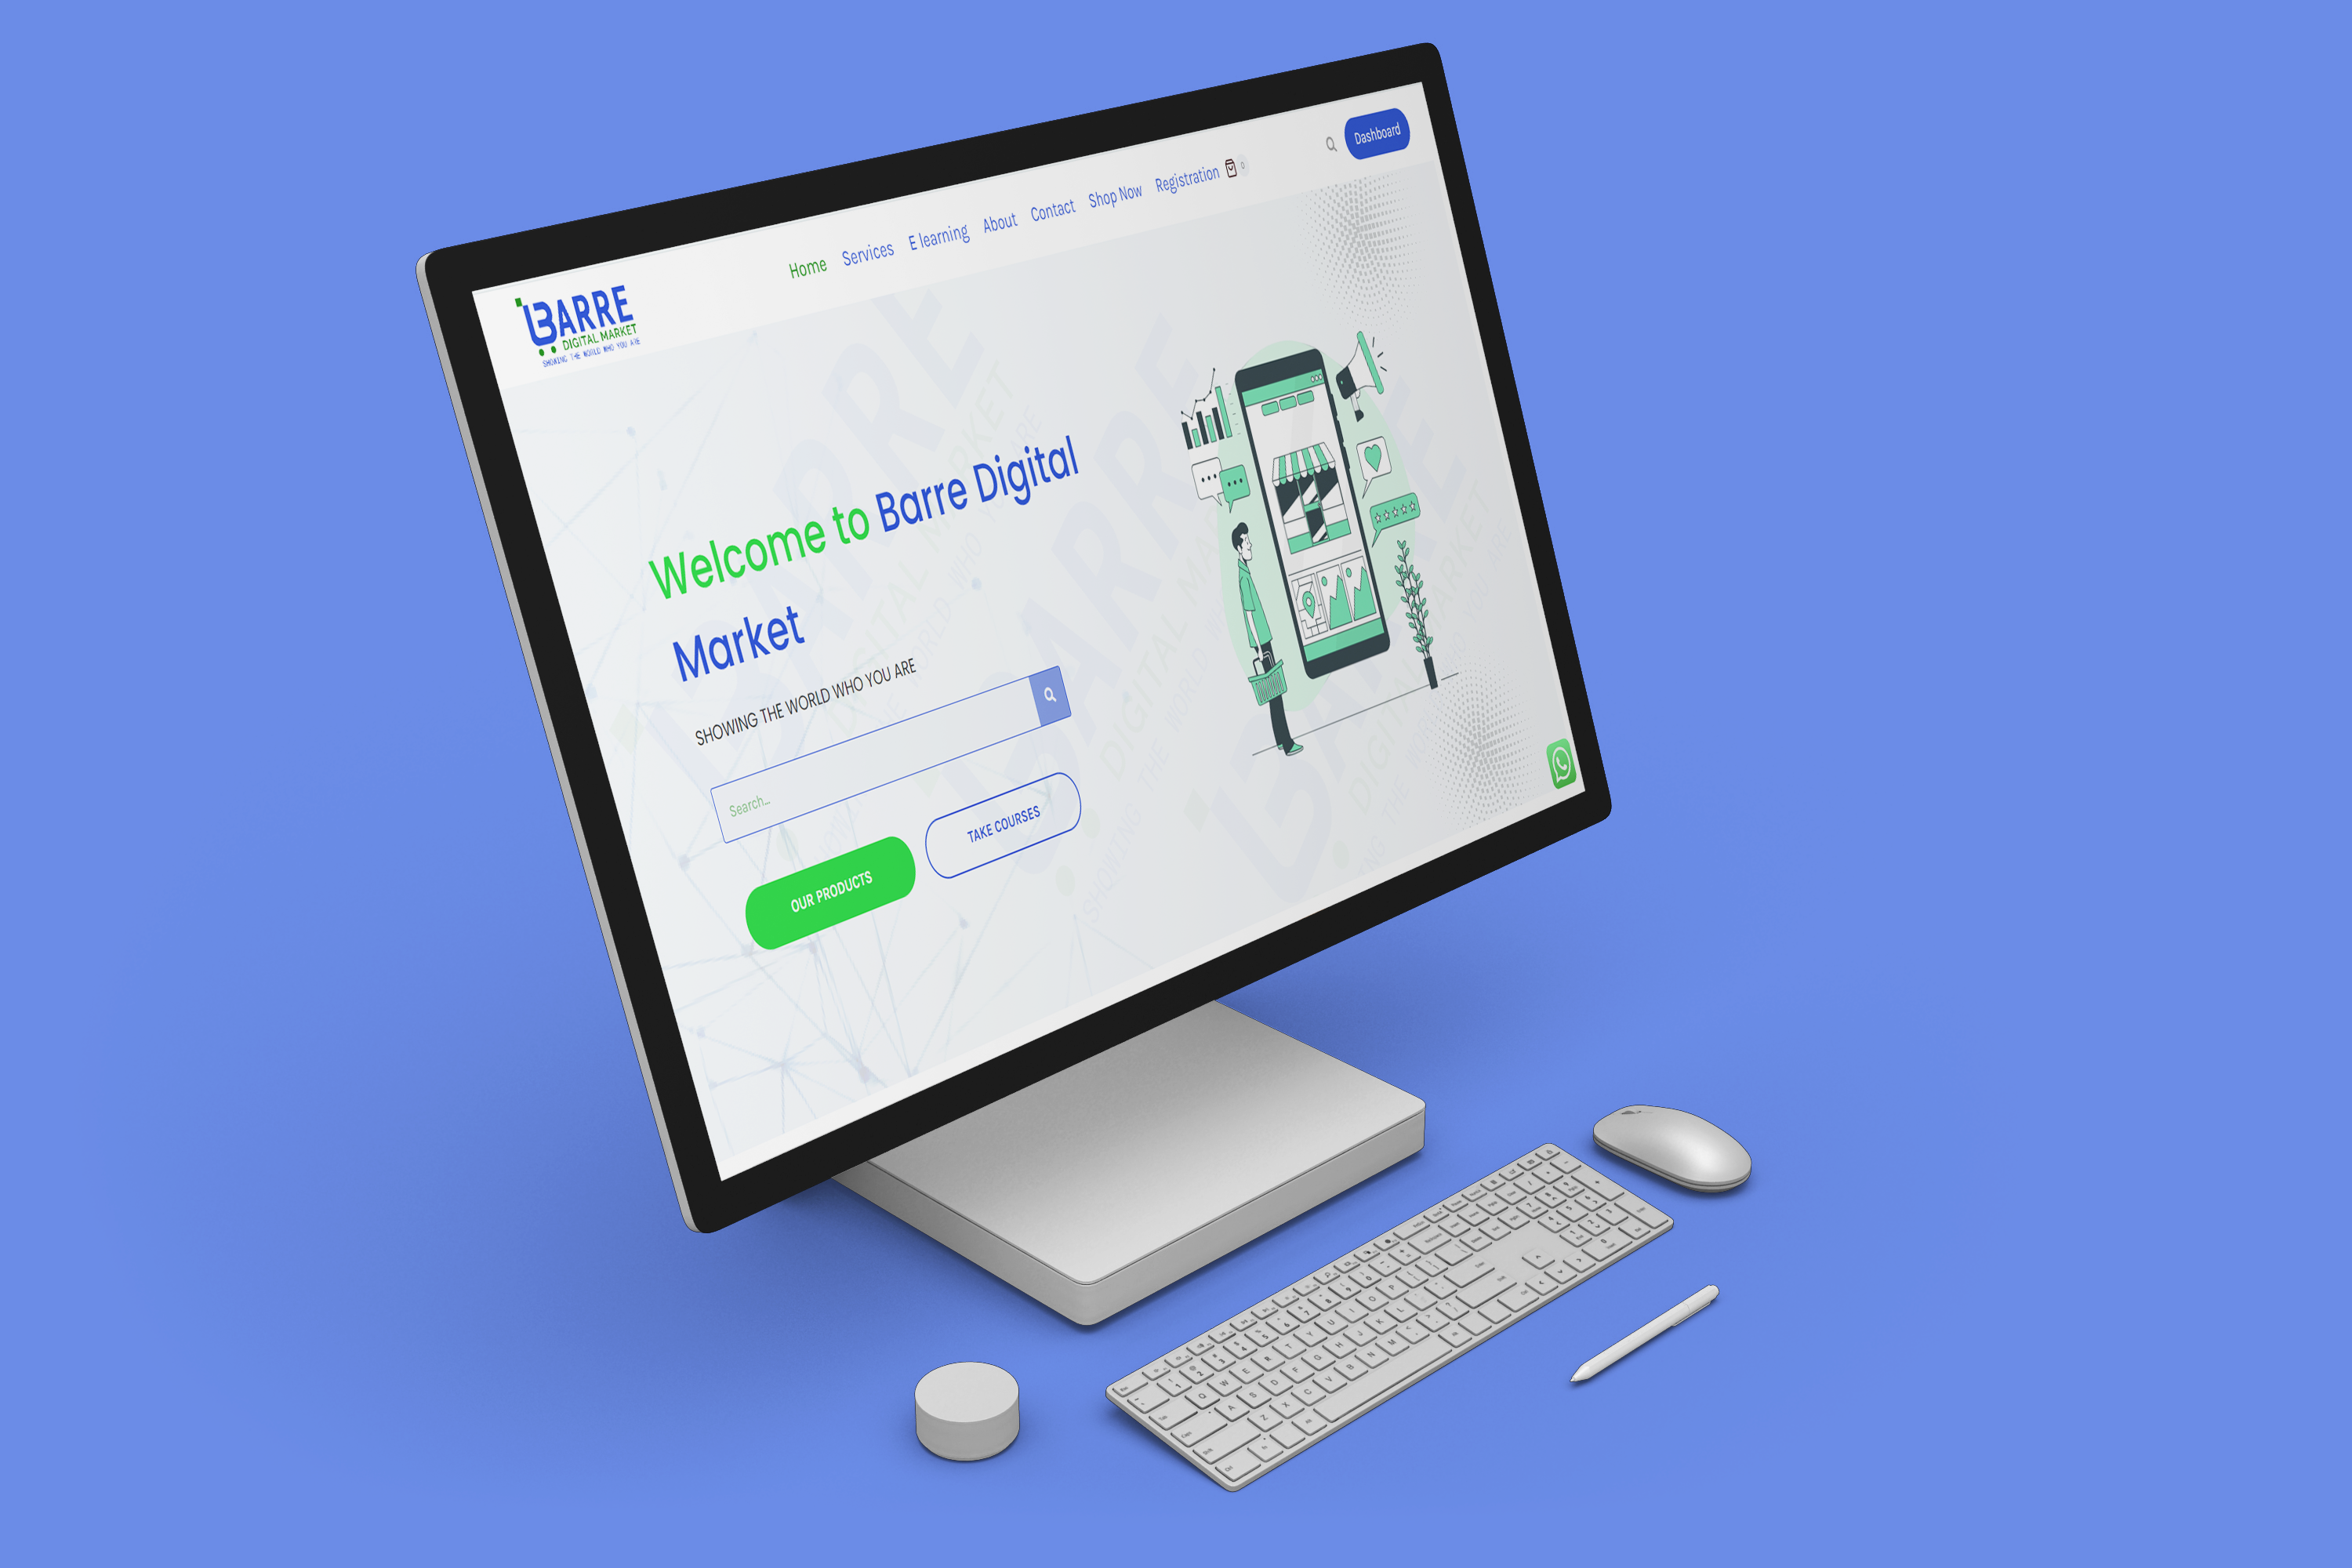 BARRE
DIGITAL MARKET
SHOWING THE WORLD WHO YOU ARE
Home Services E learning About Contact Shop Now Registration 0
Dashboard
Welcome to Barre Digital
Market
SHOWING THE WORLD WHO YOU ARE
Search...
OUR PRODUCTS
TAKE COURSES